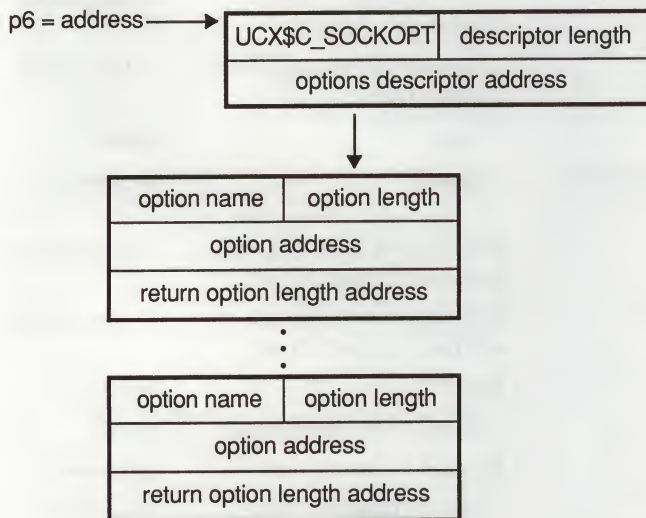 p6 = address
UCX$C_SOCKOPT descriptor length
options descriptor address
option name option length
option address
return option length address
option name option length
option address
return option length address